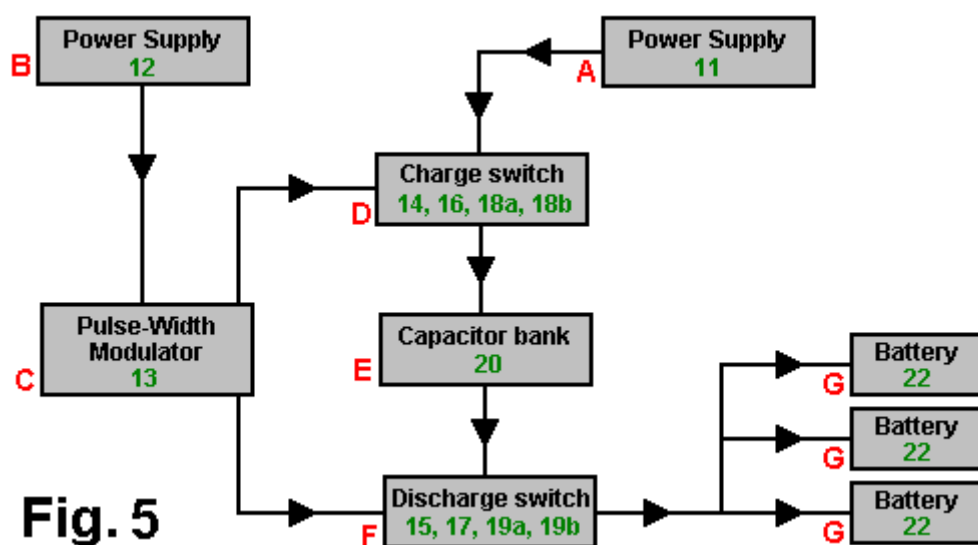 Power Supply
12
B
Power Supply
11
A
Charge switch
14, 16, 18a, 18b
D
Pulse-Width
Modulator
13
C
Capacitor bank
20
E
Battery
22
G
Battery
22
G
Discharge switch
15, 17, 19a, 19b
F
Battery
22
G
Fig. 5